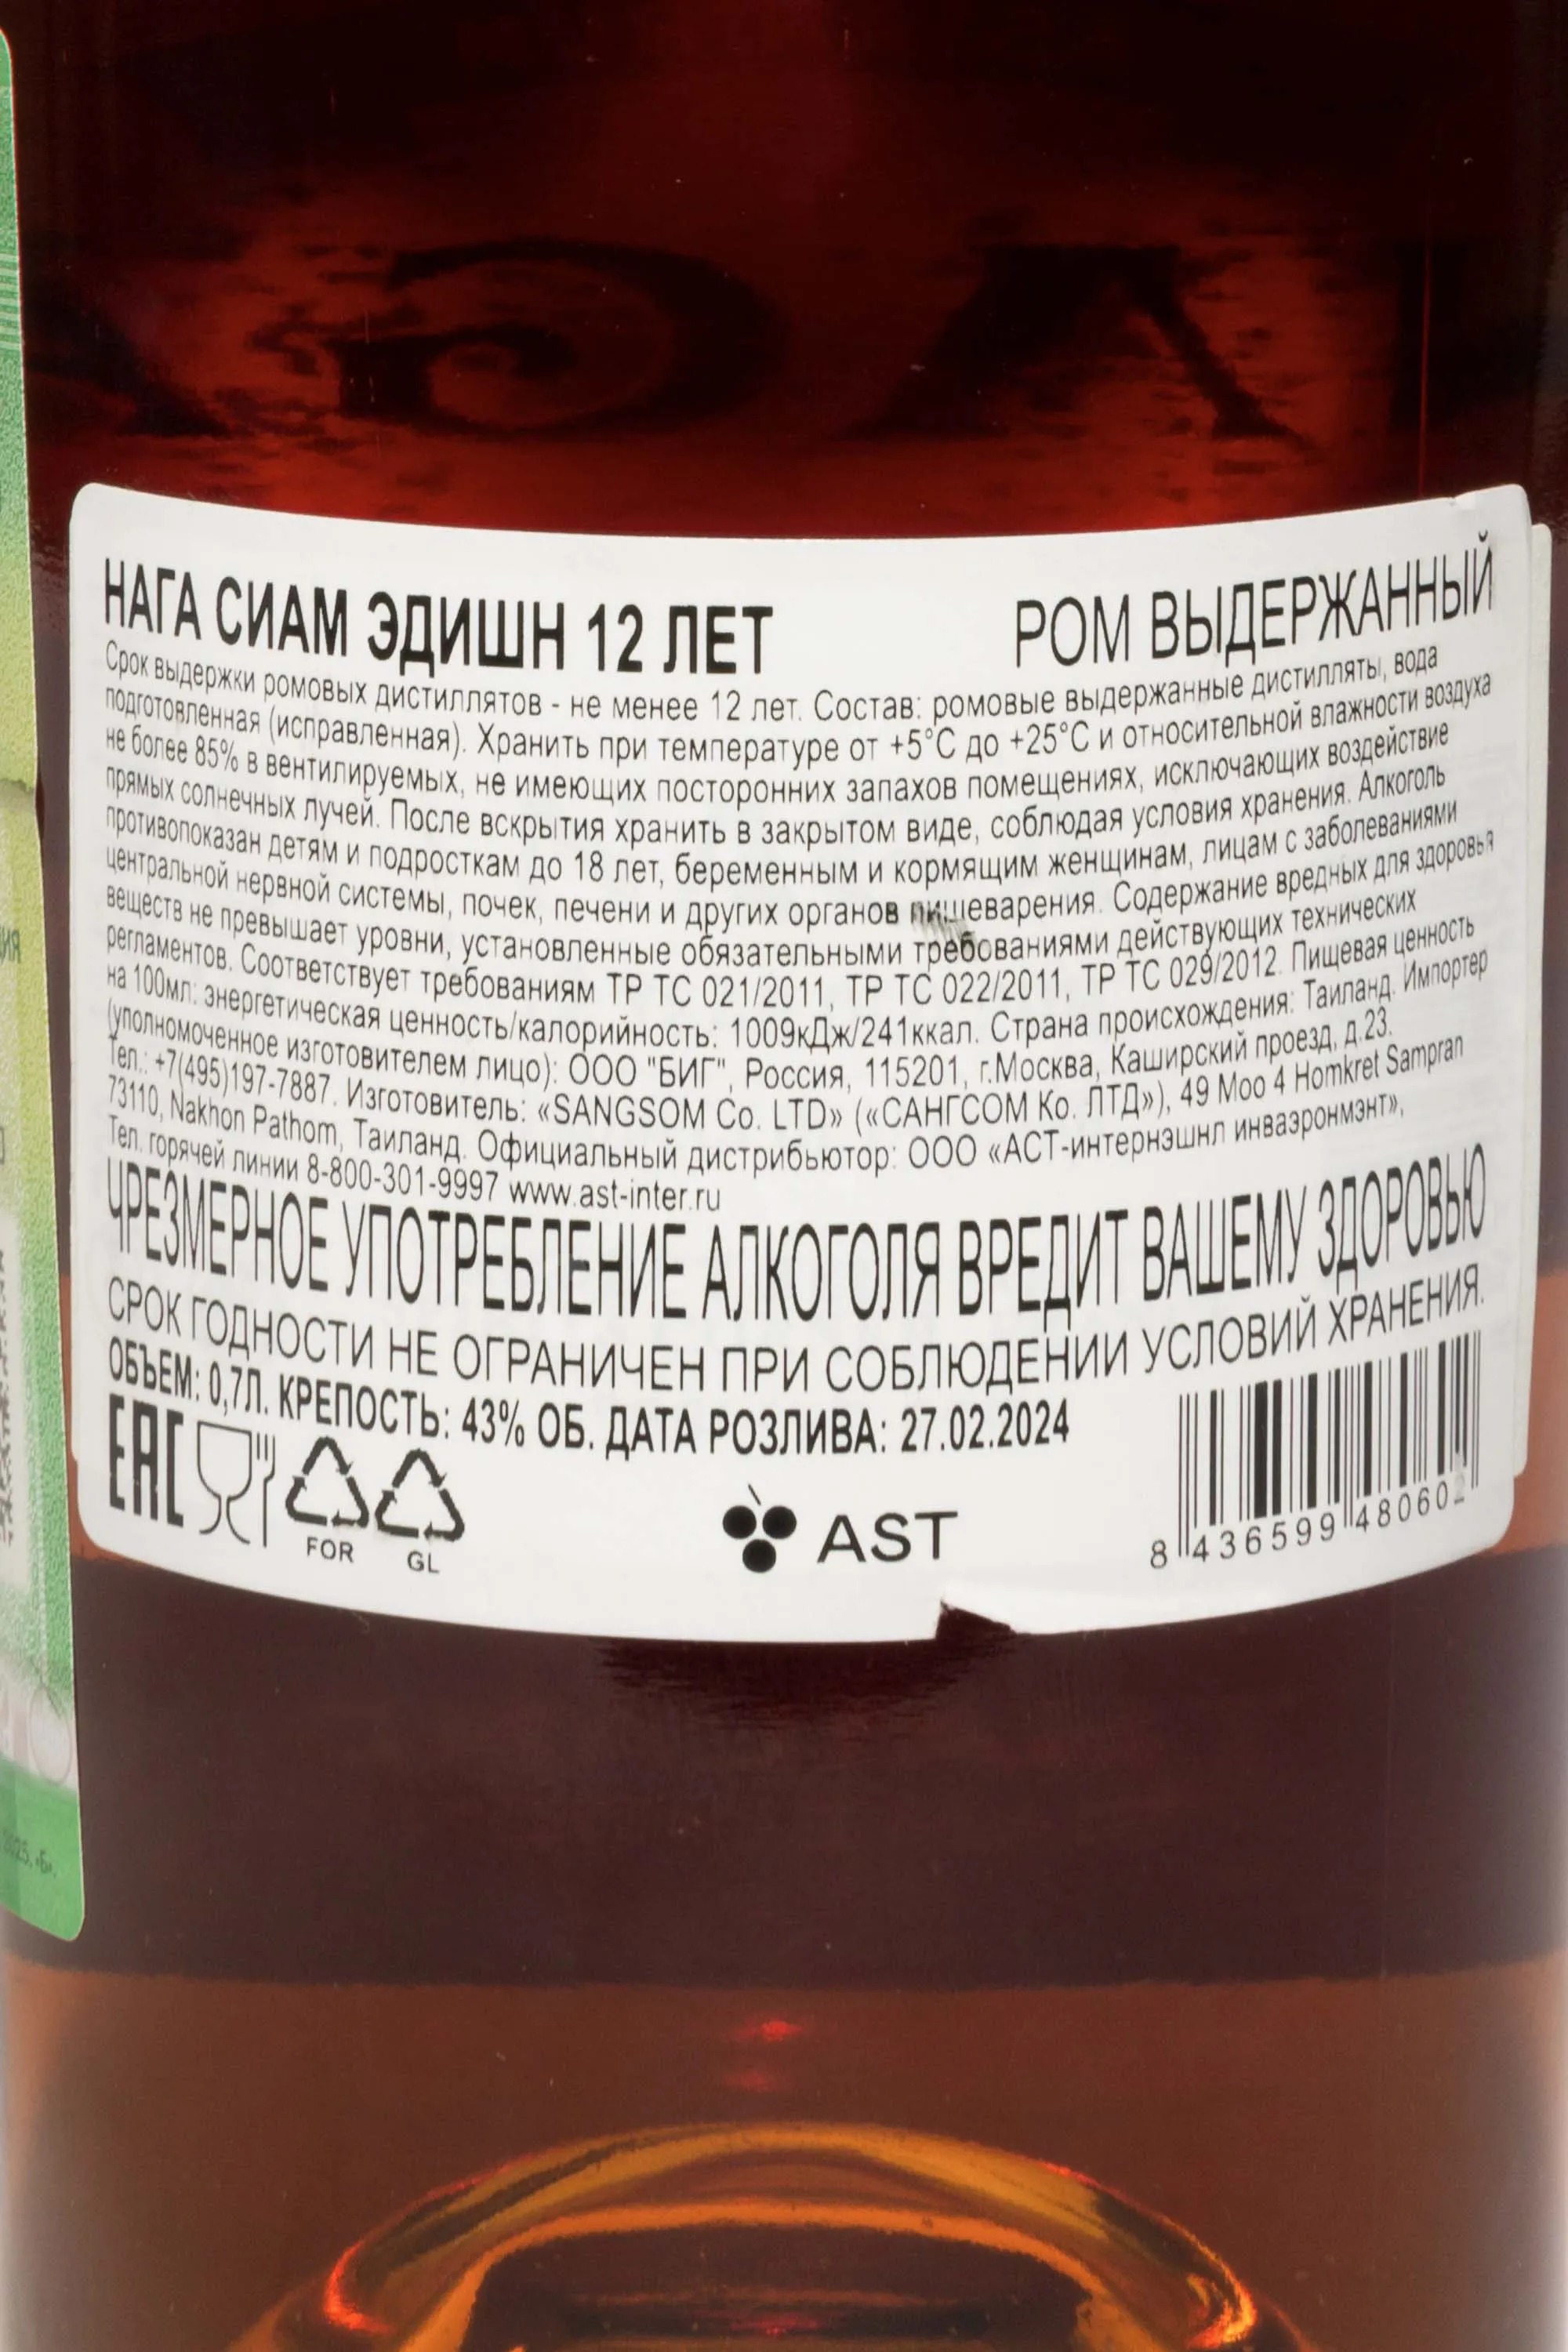 НАГА СИАМ ЭДИШН 12 ЛЕТ РОМ ВЫДЕРЖАННЫЙ
Срок выдержки ромовых дистиллятов - не менее 12 лет. Состав: ромовые выдержанные дистилляты, вода
подготовленная (исправленная). Хранить при температуре от +5°С до +25°С и относительной влажности воздуха
не более 85% в вентилируемых, не имеющих посторонних запахов помещениях, исключающих воздействие
прямых солнечных лучей. После вскрытия хранить в закрытом виде, соблюдая условия хранения. Алкоголь
противопоказан детям и подросткам до 18 лет, беременным и кормящим женщинам, лицам с заболеваниями
центральной нервной системы, почек, печени и других органов пищеварения. Содержание вредных для здоровья
веществ не превышает уровни, установленные обязательными требованиями действующих технических
регламентов. Соответствует требованиям ТР ТС 021/2011, ТР ТС 022/2011, ТР ТС 029/2012. Пищевая ценность
на 100мл: энергетическая ценность/калорийность: 1009кДж/241ккал. Страна происхождения: Таиланд. Импортер
(уполномоченное изготовителем лицо): ООО "БИГ", Россия, 115201, г.Москва, Каширский проезд, д.23.
Тел.: +7(495)197-7887. Изготовитель: «SANGSOM Co. LTD» («САНГСОМ Ко. ЛТД»), 49 Moo 4 Homkret Sampran
73110, Nakhon Pathom, Таиланд. Официальный дистрибьютор: ООО «АСТ-интернэшнл инваэронмэнт»,
Тел. горячей линии 8-800-301-9997 www.ast-inter.ru
ЧРЕЗМЕРНОЕ УПОТРЕБЛЕНИЕ АЛКОГОЛЯ ВРЕДИТ ВАШЕМУ ЗДОРОВЬЮ
СРОК ГОДНОСТИ НЕ ОГРАНИЧЕН ПРИ СОБЛЮДЕНИИ УСЛОВИЙ ХРАНЕНИЯ.
ОБЪЕМ: 0,7Л. КРЕПОСТЬ: 43% ОБ. ДАТА РОЗЛИВА: 27.02.2024
EAC
FOR GL
AST
8 436599 480602